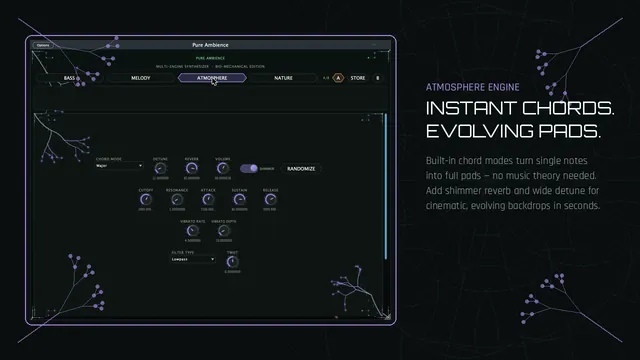 Options
Pure Ambience
PURE AMBIENCE
MULTI-ENGINE SYNTHESIZER · BIO-MECHANICAL EDITION
BASS MELODY ATMOSPHERE NATURE A/B A STORE B
CHORD MODE DETUNE REVERB VOLUME
Major SHIMMER RANDOMIZE
CUTOFF RESONANCE ATTACK SUSTAIN RELEASE
VIBRATO RATE VIBRATO DEPTH
FILTER TYPE TWIST
Lowpass
ATMOSPHERE ENGINE
INSTANT CHORDS.
EVOLVING PADS.
Built-in chord modes turn single notes
into full pads — no music theory needed.
Add shimmer reverb and wide detune for
cinematic, evolving backdrops in seconds.